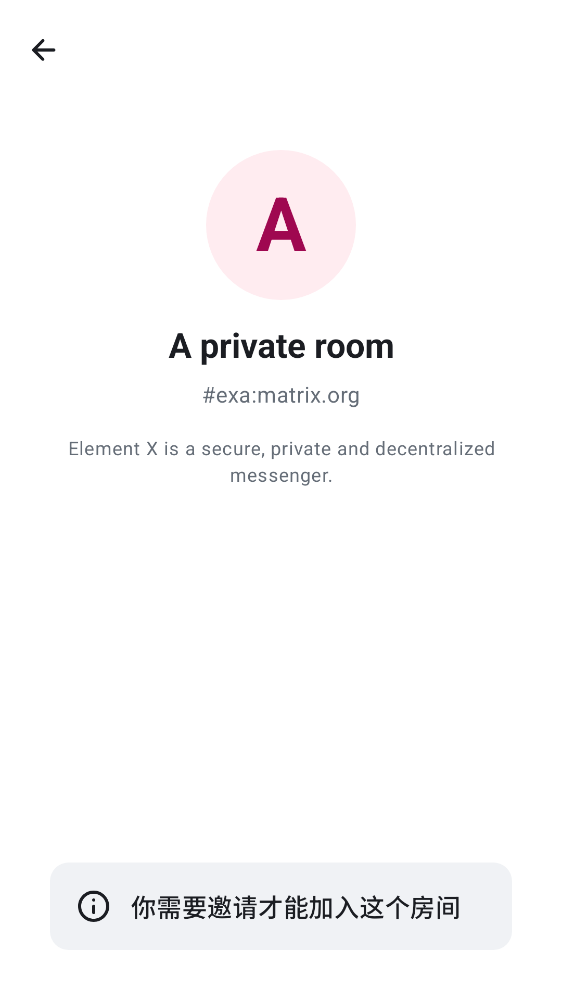 A
A private room
#exa:matrix.org
Element X is a secure, private and decentralized
messenger.
你需要邀请才能加入这个房间